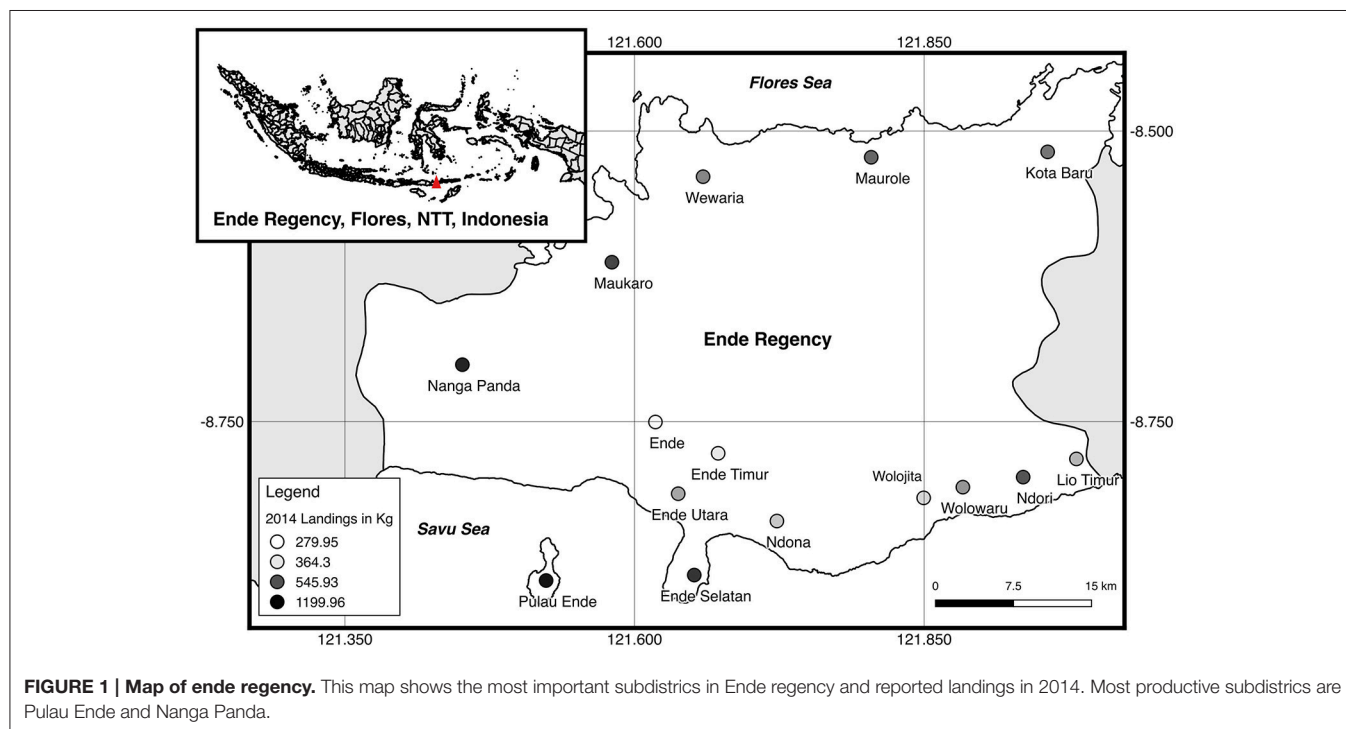 121.600 121.850
Flores Sea
-8.500
Maurole
Kota Baru
Wewaria
Ende Regency, Flores, NTT, Indonesia
Maukaro
Ende Regency
Nanga Panda
-8.750 -8.750
Ende
Ende Timur
Wolojita
Lio Timur
Ndori
Wolowaru
Ende Utara
Ndona
Legend
2014 Landings in Kg
279.95
364.3
545.93
1199.96
Savu Sea
0 7.5 15 km
Ende Selatan
Pulau Ende
121.350 121.600 121.850
FIGURE 1 | Map of ende regency. This map shows the most important subdistrics in Ende regency and reported landings in 2014. Most productive subdistrics are
Pulau Ende and Nanga Panda.